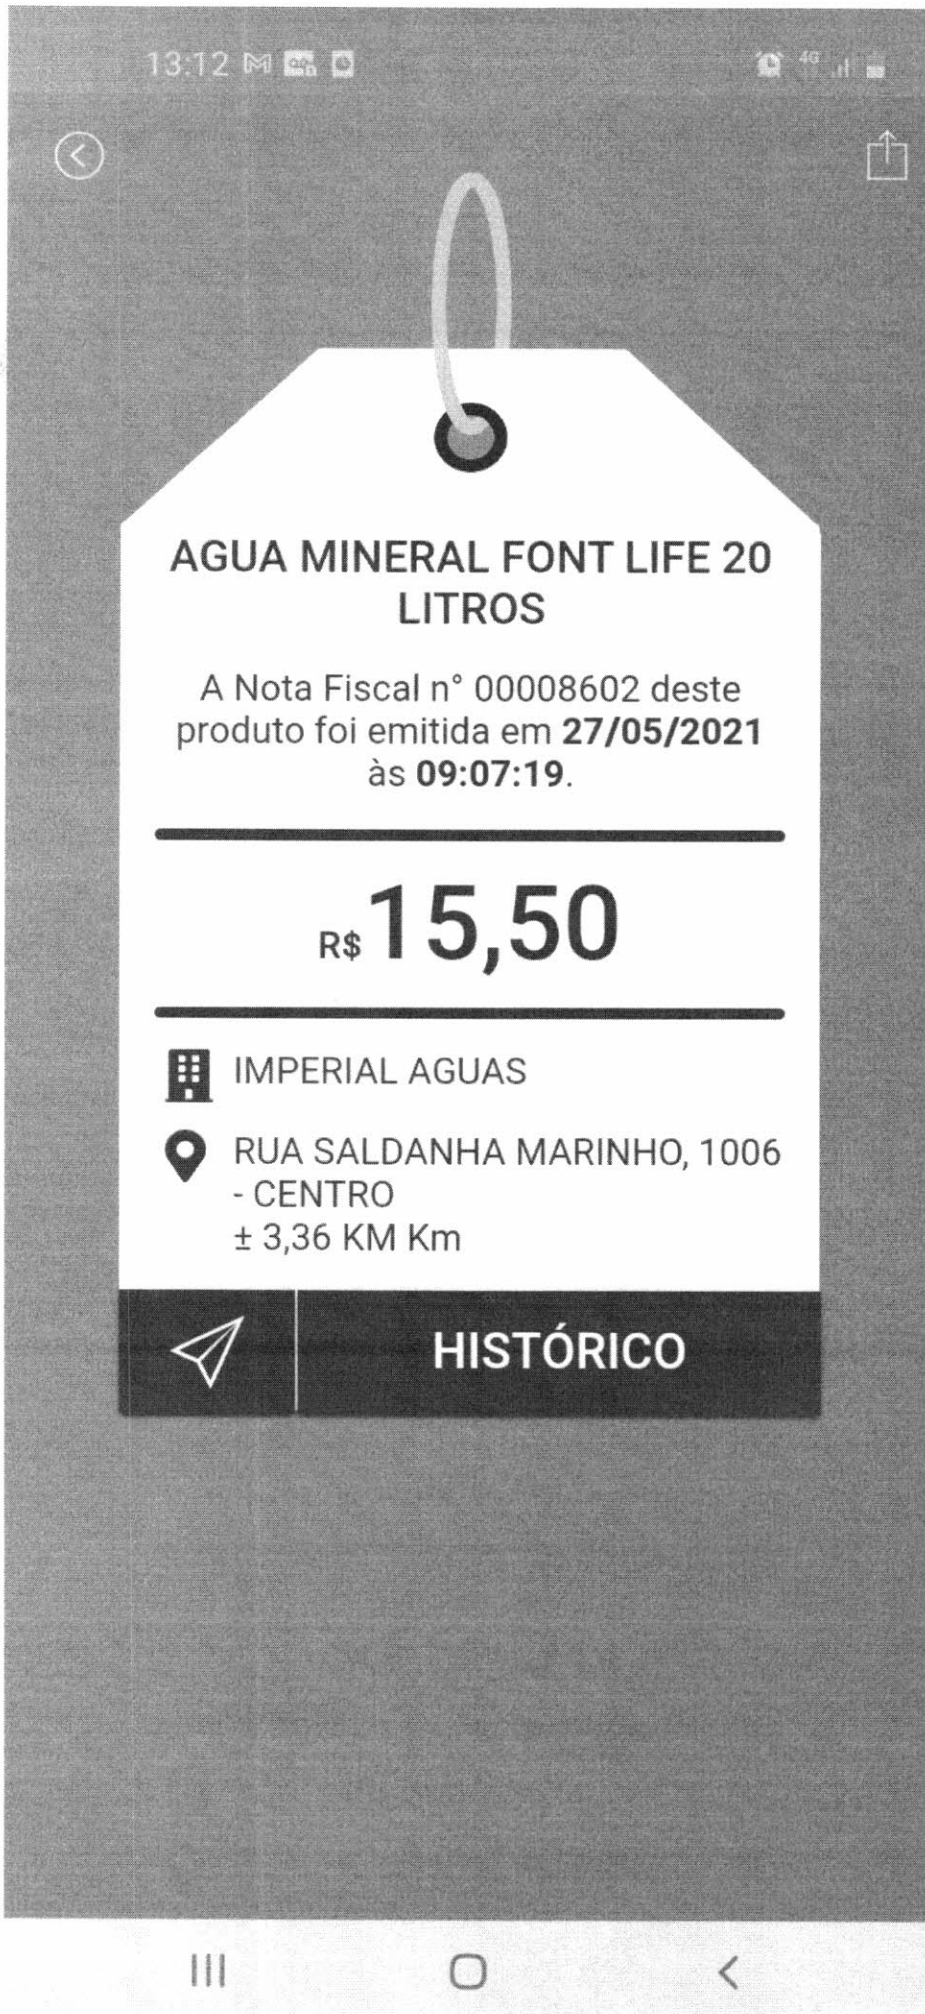 13:12
4G
AGUA MINERAL FONT LIFE 20
LITROS
A Nota Fiscal n° 00008602 deste
produto foi emitida em 27/05/2021
às 09:07:19.
R$ 15,50
IMPERIAL AGUAS
RUA SALDANHA MARINHO, 1006
- CENTRO
± 3,36 KM Km
HISTÓRICO